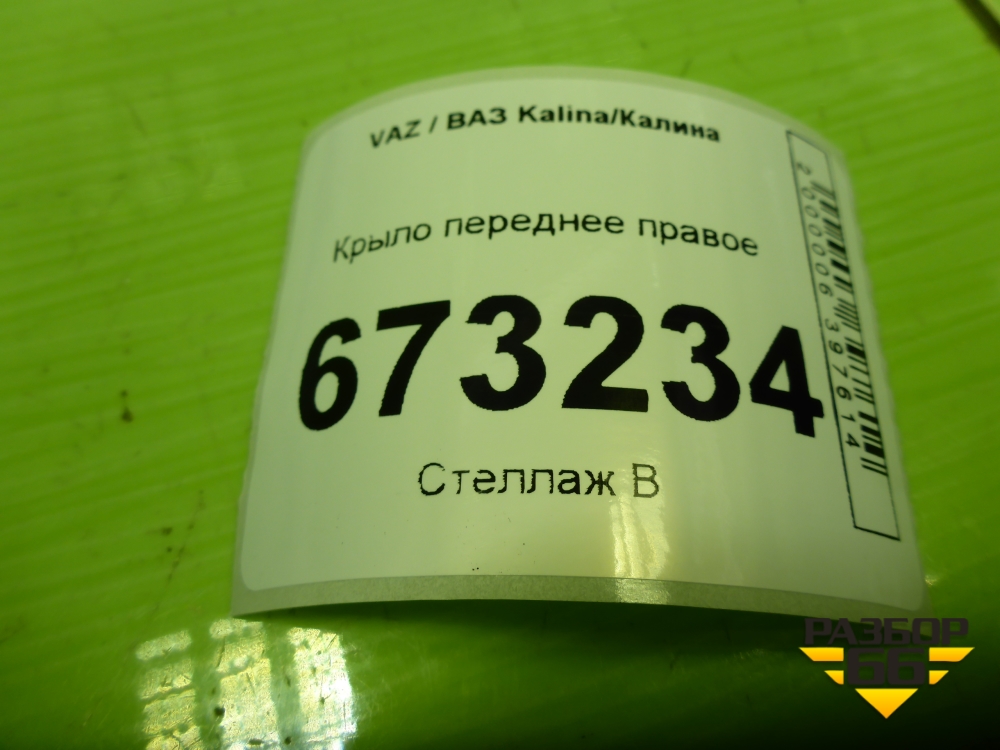 VAZ / ВАЗ Kalina/Калина
Крыло переднее правое
673234
Стеллаж В
2000006397614
РАЗБОР
66